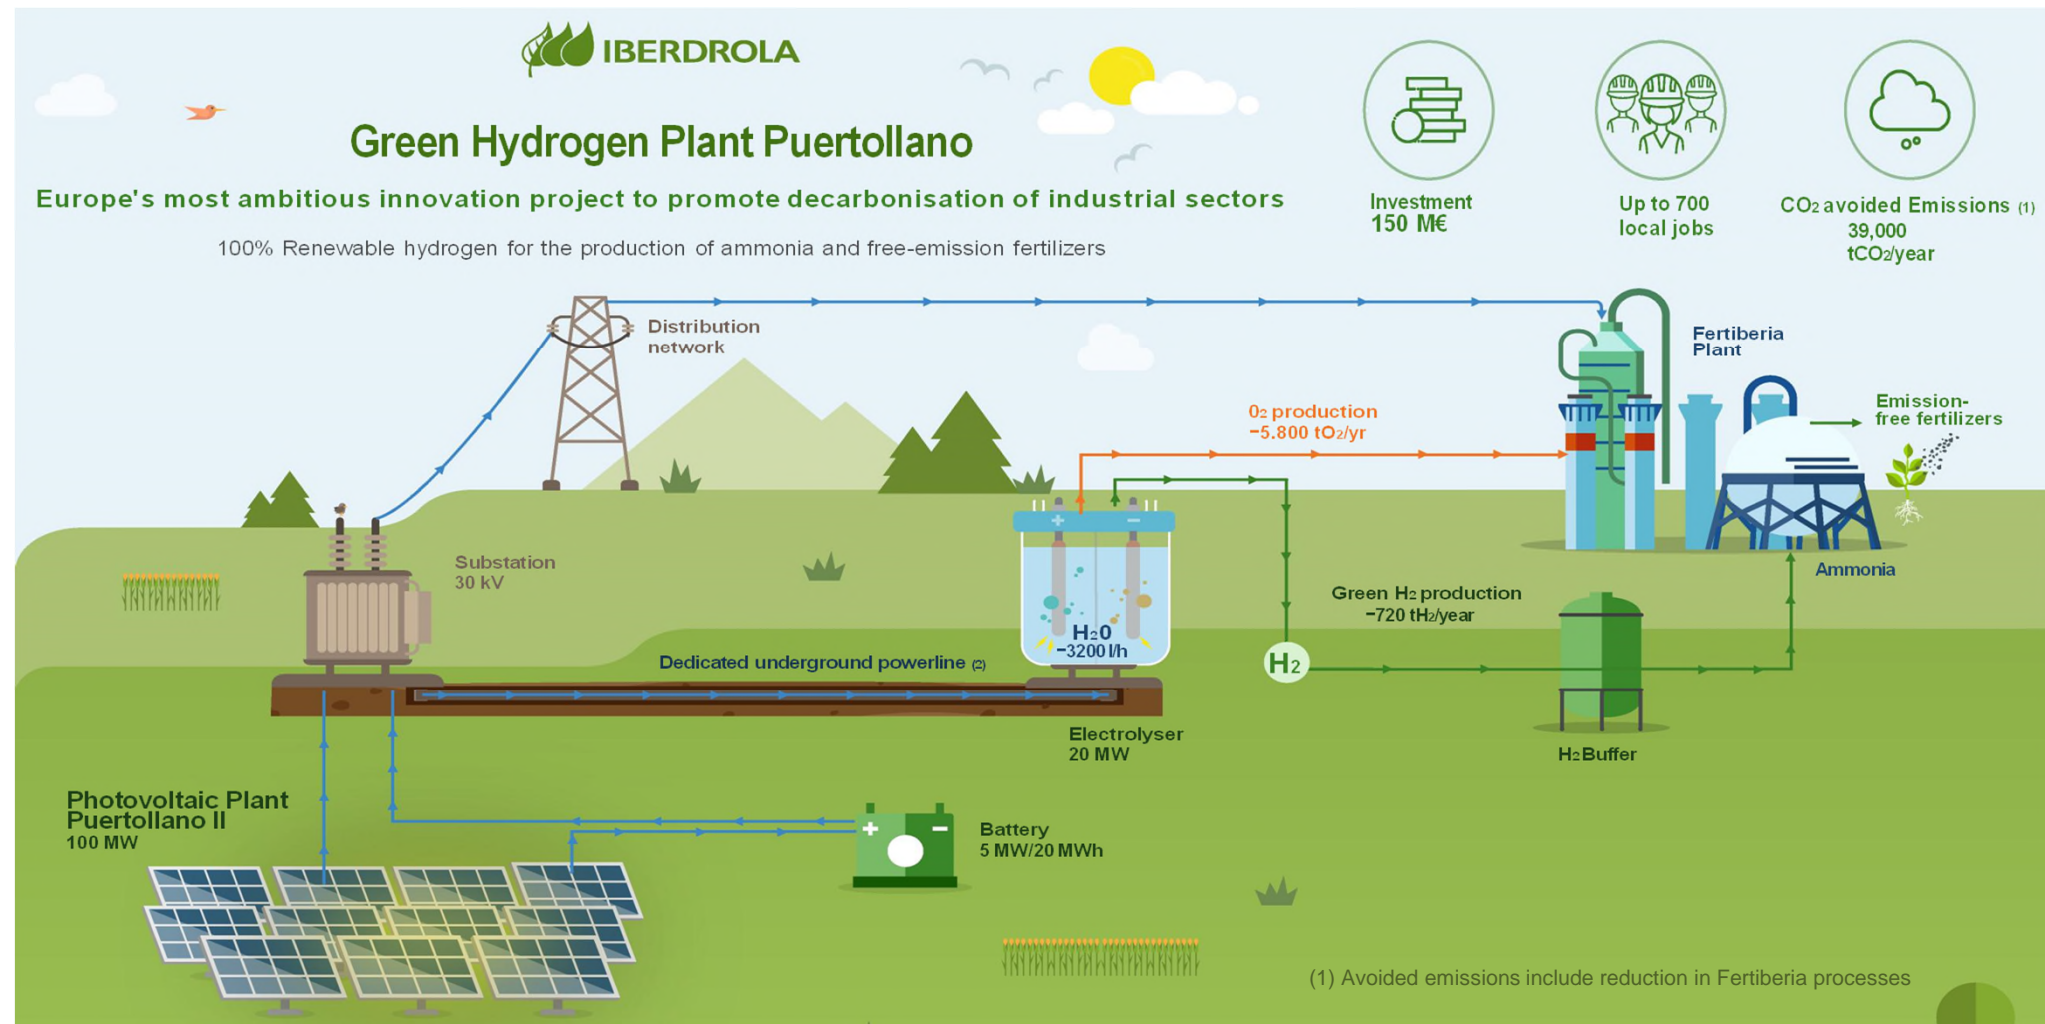 IBERDROLA
Green Hydrogen Plant Puertollano
Europe's most ambitious innovation project to promote decarbonisation of industrial sectors
100% Renewable hydrogen for the production of ammonia and free-emission fertilizers
Investment
150 M€
Up to 700
local jobs
CO2 avoided Emissions (1)
39,000
tCO2/year
Distribution
network
Fertiberia
Plant
Emission-
free fertilizers
02 production
~5.800 tO2/yr
Substation
30 kV
+
−
H20
~3200 l/h
Ammonia
Green H2 production
~720 tH2/year
H2
Dedicated underground powerline (2)
Electrolyser
20 MW
H2 Buffer
Photovoltaic Plant
Puertollano II
100 MW
+
−
Battery
5 MW/20 MWh
(1) Avoided emissions include reduction in Fertiberia processes